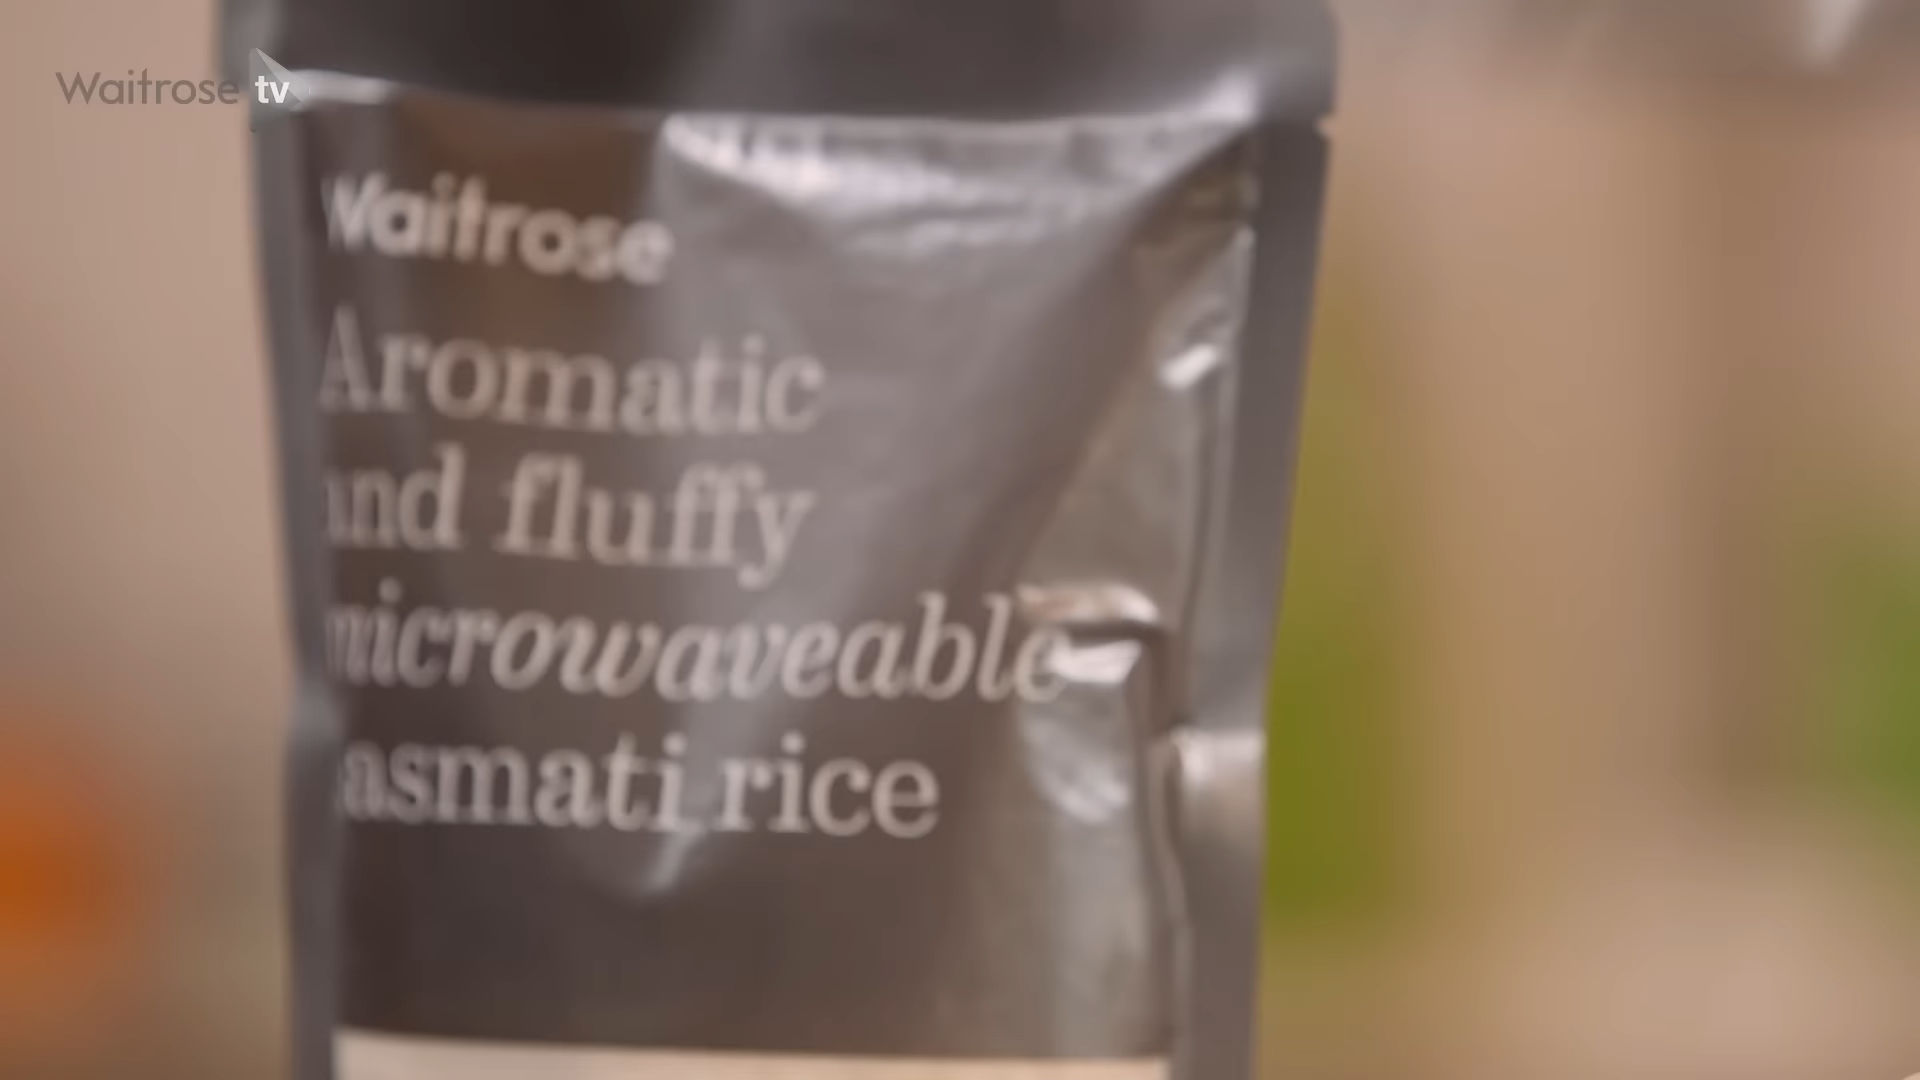 Waitrose tv
Waitrose
Aromatic
and fluffy
microwaveable
basmati rice